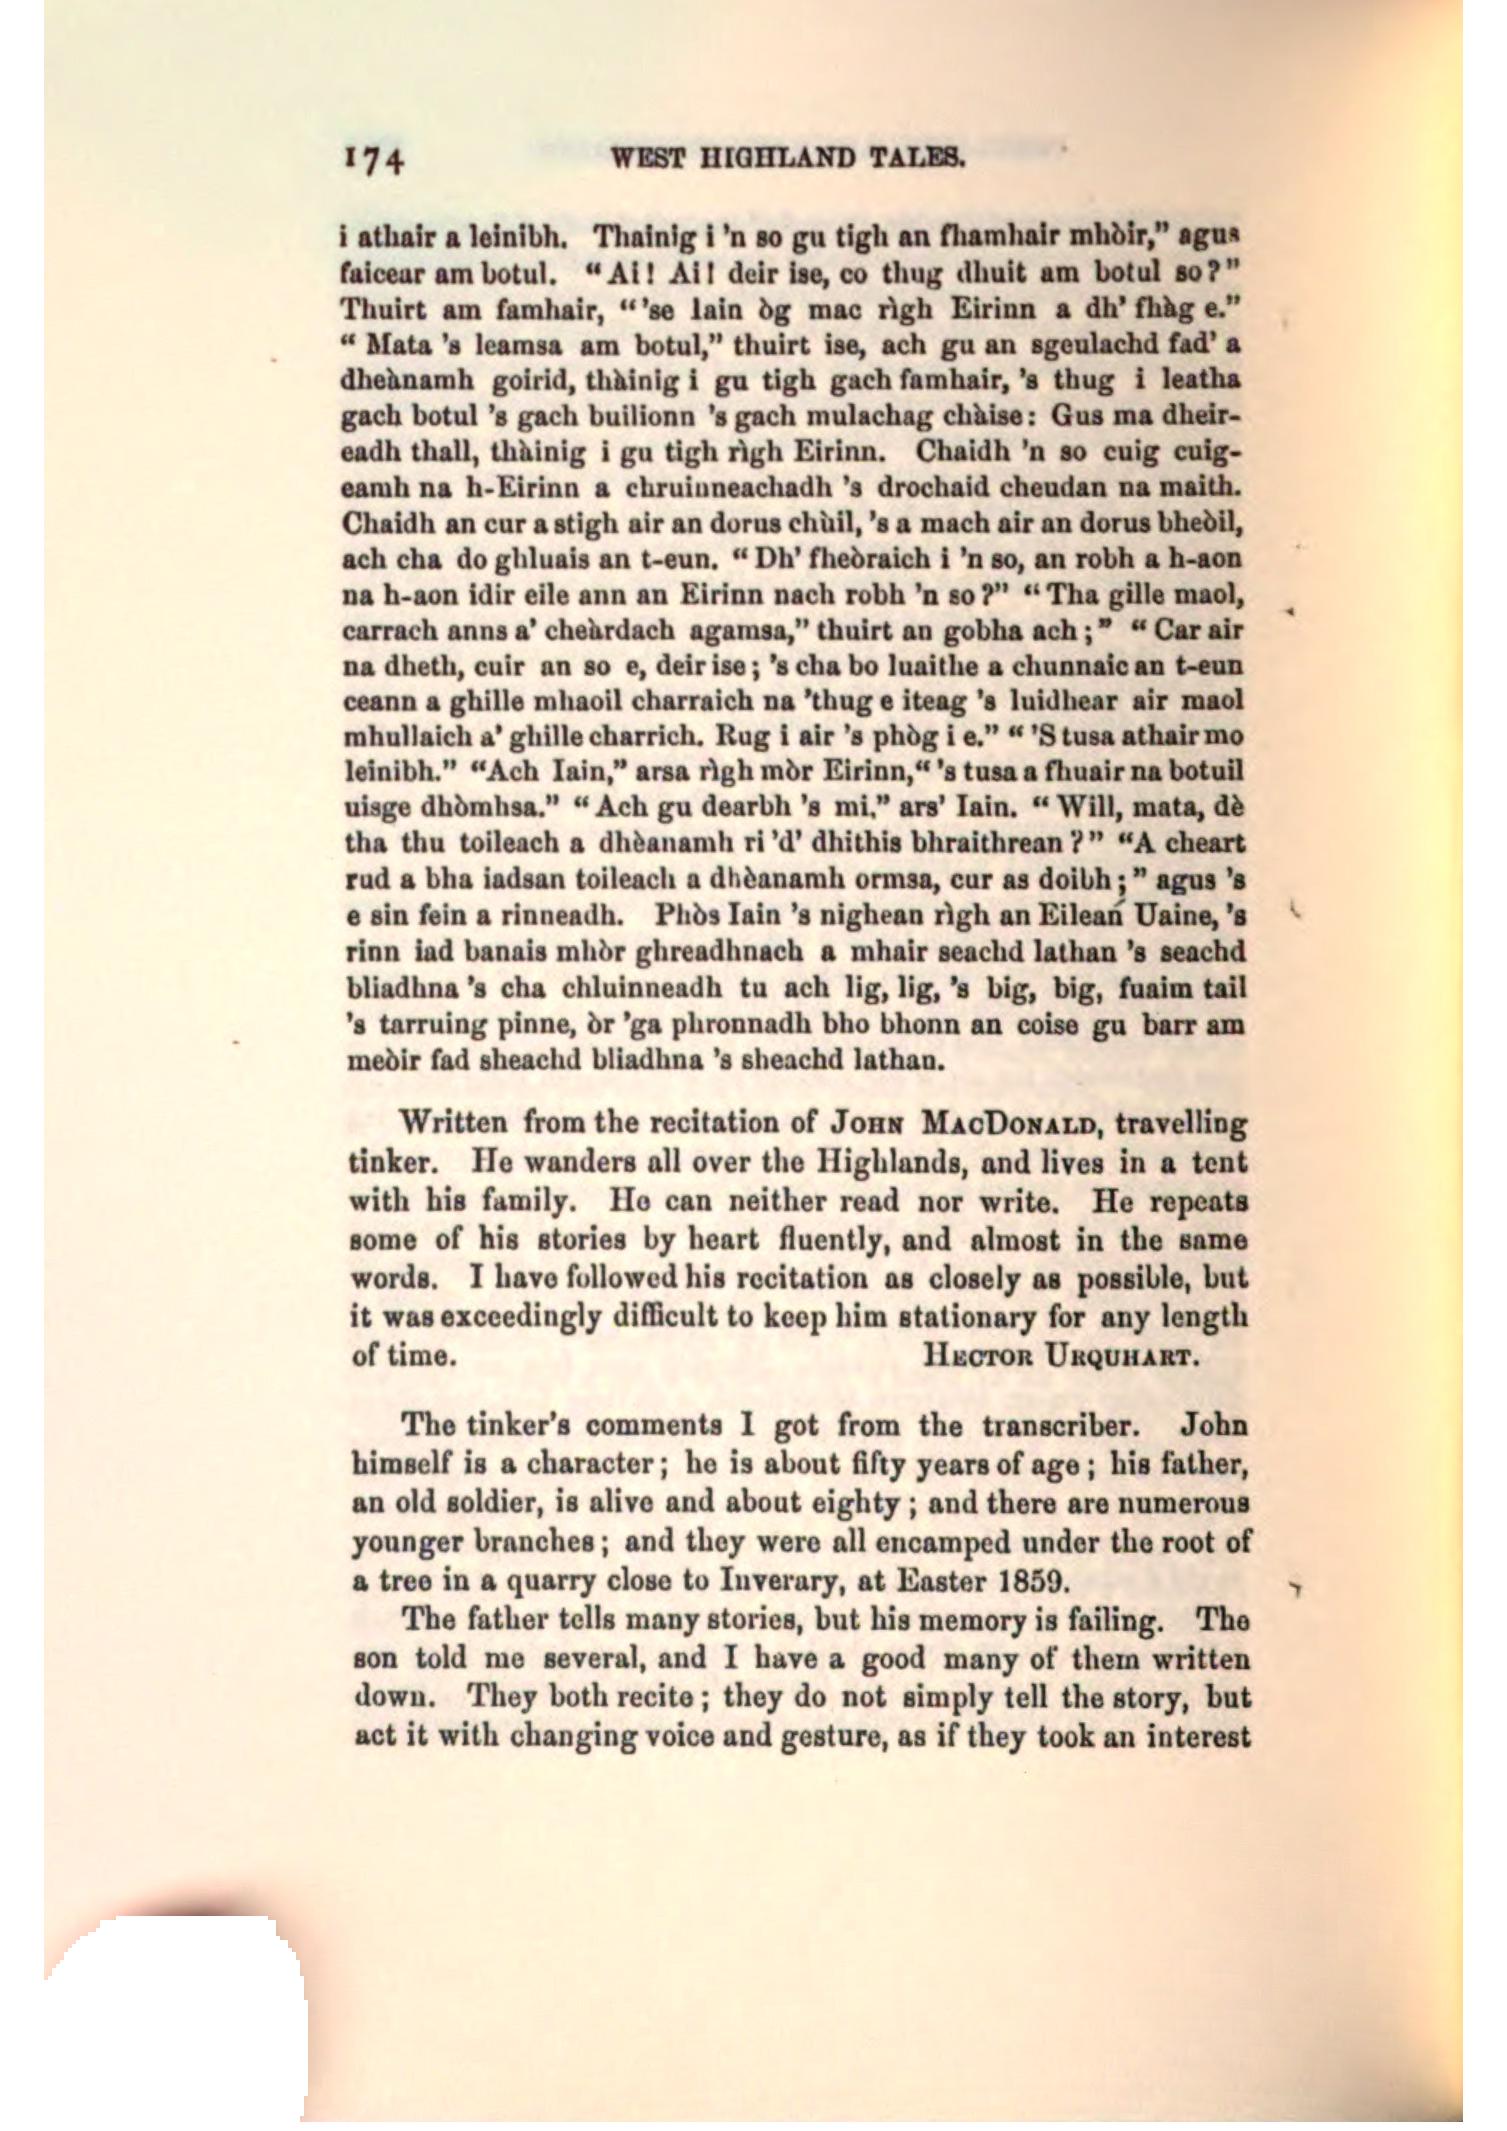 174 WEST HIGHLAND TALES.
i athair a leinibh. Thainig i 'n so gu tigh an fhamhair mhòir,” agus
faicear am botul. “Ai! Ai! deir ise, co thug dhuit am botul so?”
Thuirt am famhair, “'se Iain òg mac rìgh Eirinn a dh' fhàg e.”
“Mata 's leamsa am botul,” thuirt ise, ach gu an sgeulachd fad' a
dheànamh goirid, thàinig i gu tigh gach famhair, 's thug i leatha
gach botul 's gach builionn 's gach mulachag chàise: Gus ma dheir-
eadh thall, thàinig i gu tigh rìgh Eirinn. Chaidh 'n so cuig cuig-
eamh na h-Eirinn a chruinneachadh 's drochaid cheudan na maith.
Chaidh an cur a stigh air an dorus chùil, 's a mach air an dorus bheòil,
ach cha do ghluais an t-eun. “Dh' fheòraich i 'n so, an robh a h-aon
na h-aon idir eile ann an Eirinn nach robh 'n so?” “Tha gille maol,
carrach anns a' cheàrdach agamsa,” thuirt an gobha ach;” “Car air
na dheth, cuir an so e, deir ise; 's cha bo luaithe a chunnaic an t-eun
ceann a ghille mhaoil charraich na 'thug e iteag 's luidhear air maol
mhullaich a' ghille charrich. Rug i air 's phòg i e.” “'S tusa athair mo
leinibh.” “Ach Iain,” arsa rìgh mòr Eirinn, “'s tusa a fhuair na botuil
uisge dhòmhsa.” “Ach gu dearbh 's mi,” ars' Iain. “Will, mata, dè
tha thu toileach a dhèanamh ri 'd' dhithis bhraithrean?” “A cheart
rud a bha iadsan toileach a dhèanamh ormsa, cur as doibh;” agus 's
e sin fein a rinneadh. Phòs Iain 's nighean rìgh an Eilean Uaine, 's
rinn iad banais mhòr ghreadhnach a mhair seachd lathan 's seachd
bliadhna 's cha chluinneadh tu ach lig, lig, 's big, big, fuaim tail
's tarruing pinne, òr 'ga phronnadh bho bhonn an coise gu barr am
meòir fad sheachd bliadhna 's sheachd lathan.
Written from the recitation of JOHN MACDONALD, travelling
tinker. He wanders all over the Highlands, and lives in a tent
with his family. He can neither read nor write. He repeats
some of his stories by heart fluently, and almost in the same
words. I have followed his recitation as closely as possible, but
it was exceedingly difficult to keep him stationary for any length
of time. HECTOR URQUHART.
The tinker's comments I got from the transcriber. John
himself is a character; he is about fifty years of age; his father,
an old soldier, is alive and about eighty; and there are numerous
younger branches; and they were all encamped under the root of
a tree in a quarry close to Inverary, at Easter 1859.
The father tells many stories, but his memory is failing. The
son told me several, and I have a good many of them written
down. They both recite; they do not simply tell the story, but
act it with changing voice and gesture, as if they took an interest